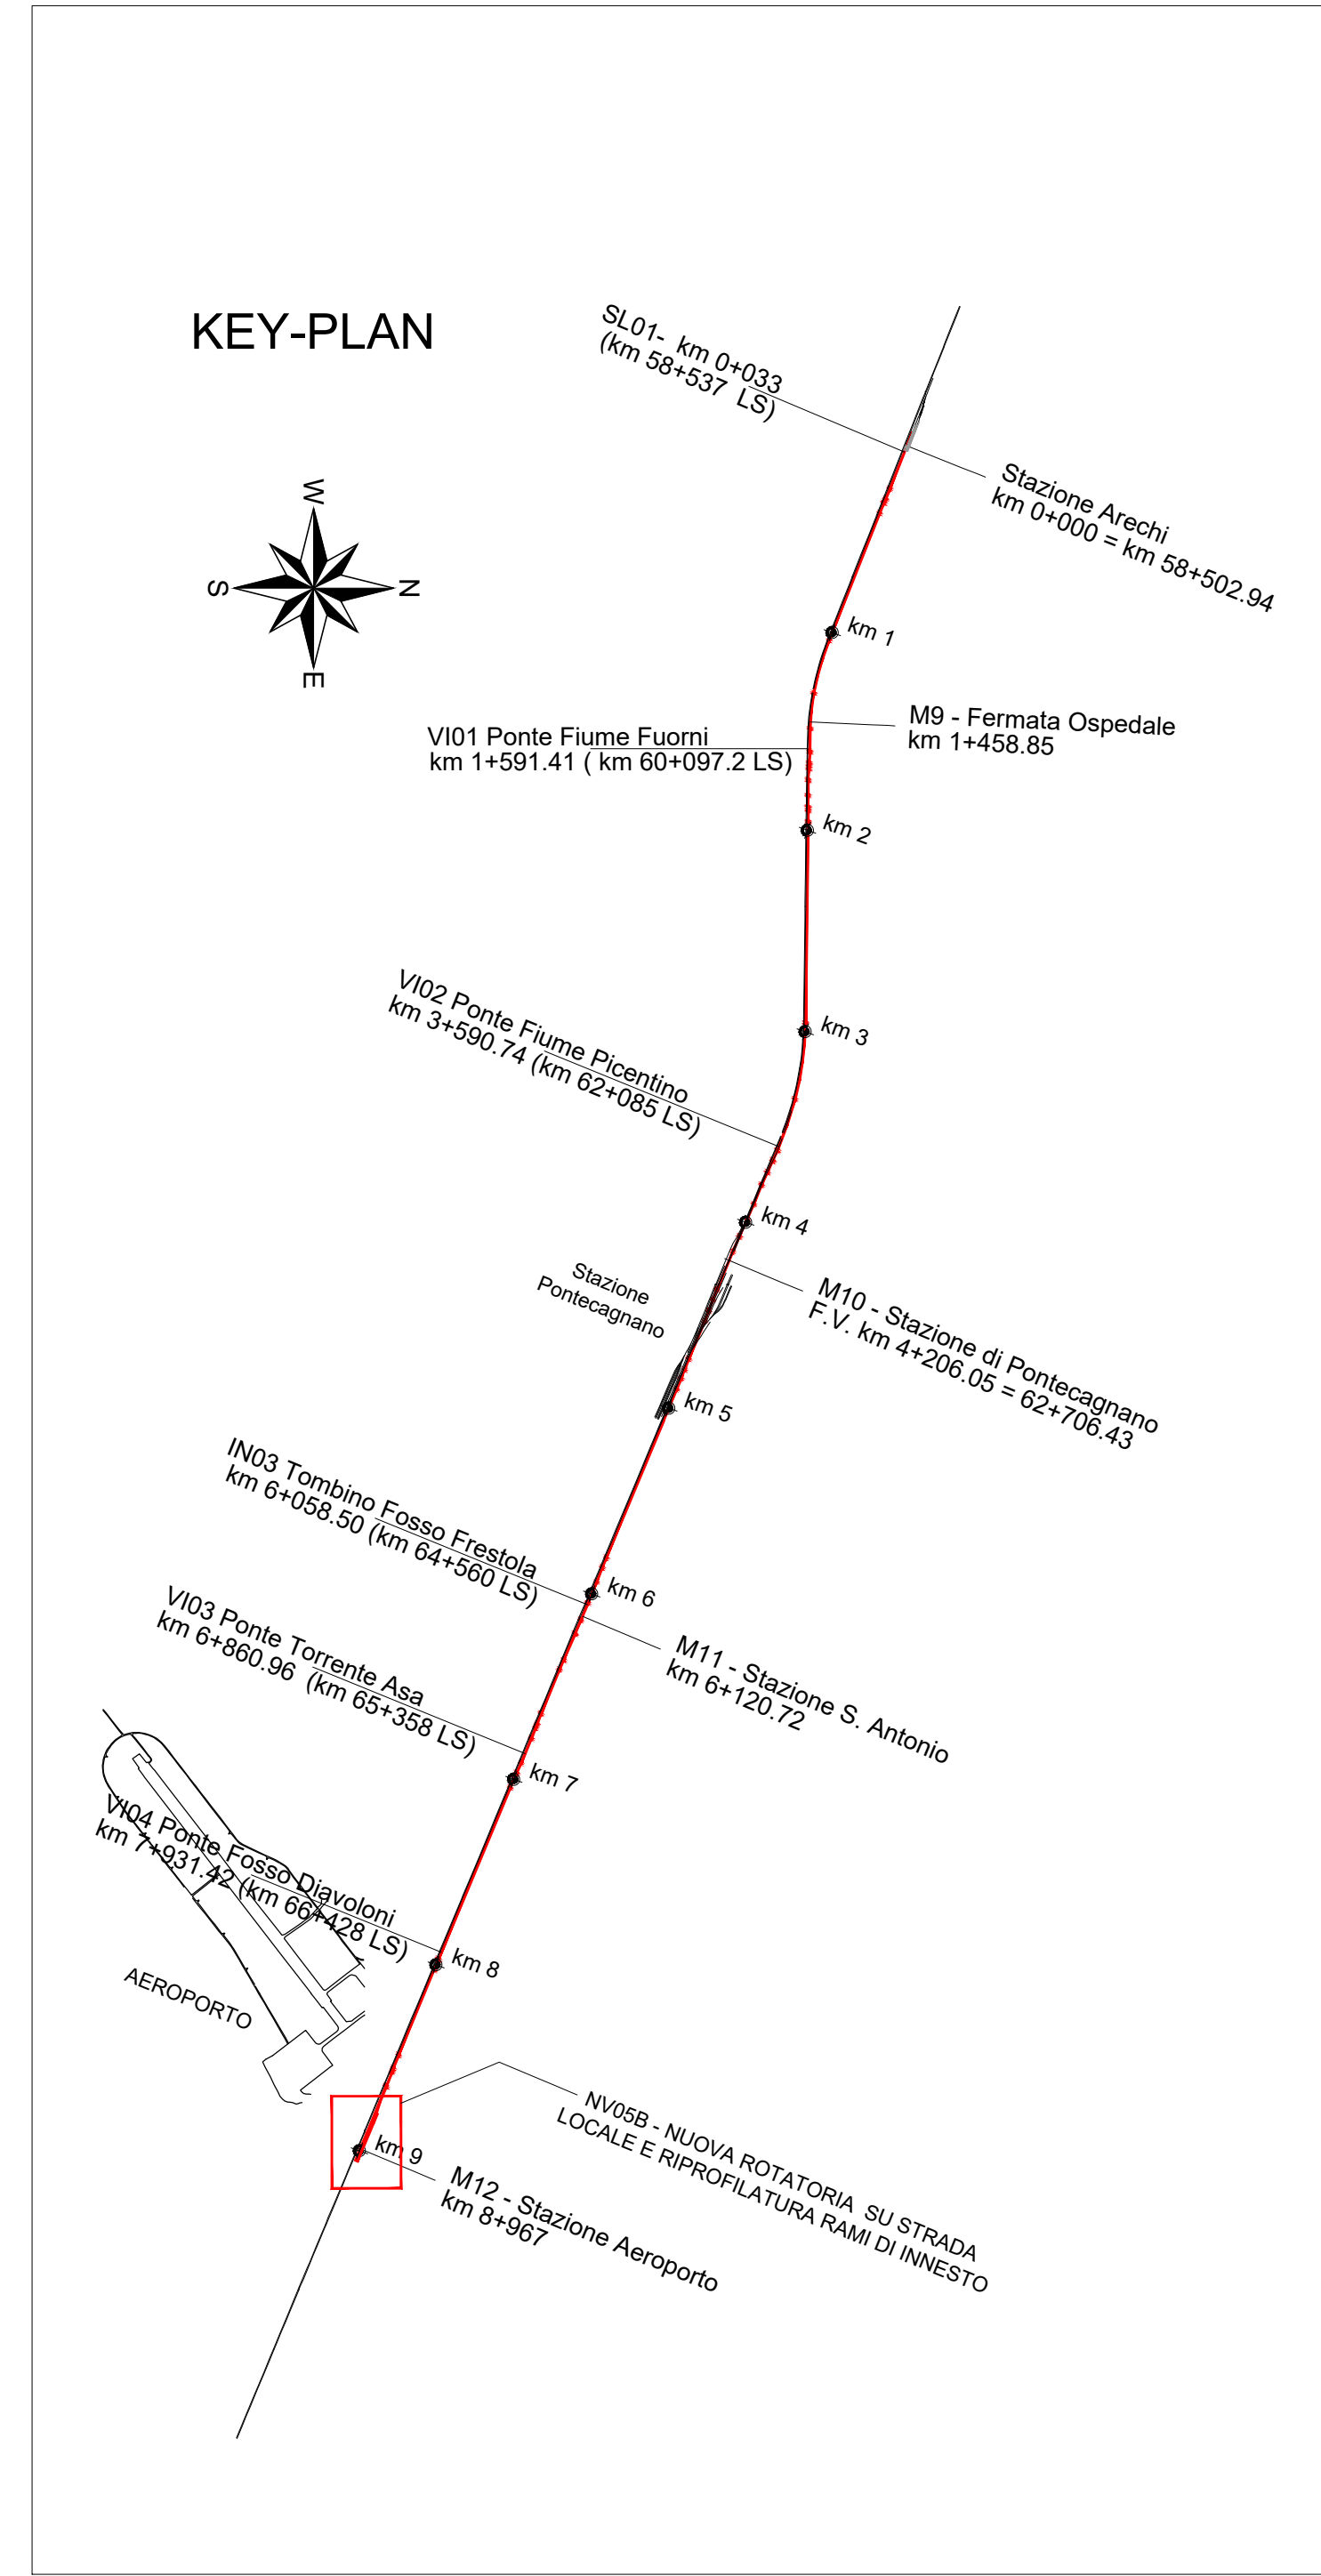 KEY-PLAN
SL01- km 0+033
(km 58+537 LS)
Stazione Arechi
km 0+000 = km 58+502.94
W
S
N
E
km 1
M9 - Fermata Ospedale
km 1+458.85
VI01 Ponte Fiume Fuorni
km 1+591.41 ( km 60+097.2 LS)
km 2
VI02 Ponte Fiume Picentino
km 3+590.74 (km 62+085 LS)
km 3
km 4
Stazione
Pontecagnano
M10 - Stazione di Pontecagnano
F.V. km 4+206.05 = 62+706.43
km 5
IN03 Tombino Fosso Frestola
km 6+058.50 (km 64+560 LS)
km 6
M11 - Stazione S. Antonio
km 6+120.72
VI03 Ponte Torrente Asa
km 6+860.96 (km 65+358 LS)
km 7
VI04 Ponte Fosso Diavoloni
km 7+931.42 (km 66+428 LS)
km 8
AEROPORTO
NV05B - NUOVA ROTATORIA SU STRADA
LOCALE E RIPROFILATURA RAMI DI INNESTO
km 9
M12 - Stazione Aeroporto
km 8+967